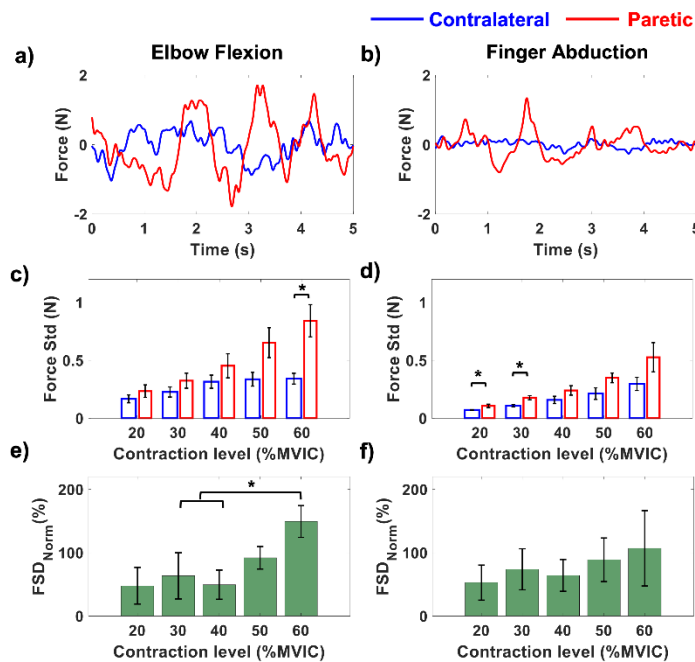 Contralateral Paretic
a) Elbow Flexion b) Finger Abduction
2 2
Force (N) 0 Force (N) 0
-2 -2
0 1 2 3 4 5 0 1 2 3 4 5
Time (s) Time (s)
c) d)
1 * 1
Force Std (N) 0.5 Force Std (N) 0.5 * *
0 0
20 30 40 50 60 20 30 40 50 60
Contraction level (%MVIC) Contraction level (%MVIC)
e) f)
200 * 200
FSDNorm(%) 100 FSDNorm(%) 100
0 0
20 30 40 50 60 20 30 40 50 60
Contraction level (%MVIC) Contraction level (%MVIC)